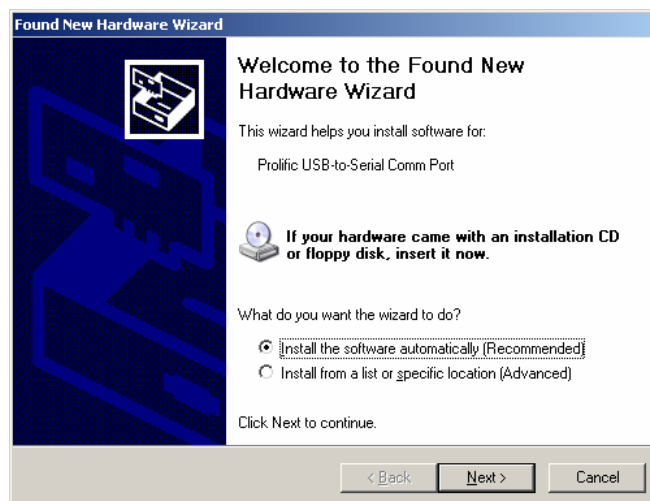 Found New Hardware Wizard
Welcome to the Found New
Hardware Wizard
This wizard helps you install software for:
Prolific USB-to-Serial Comm Port
If your hardware came with an installation CD
or floppy disk, insert it now.
What do you want the wizard to do?
Install the software automatically (Recommended)
Install from a list or specific location (Advanced)
Click Next to continue.
< Back Next > Cancel